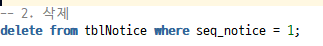 -- 2. 삭제
delete from tblNotice where seq_notice = 1;